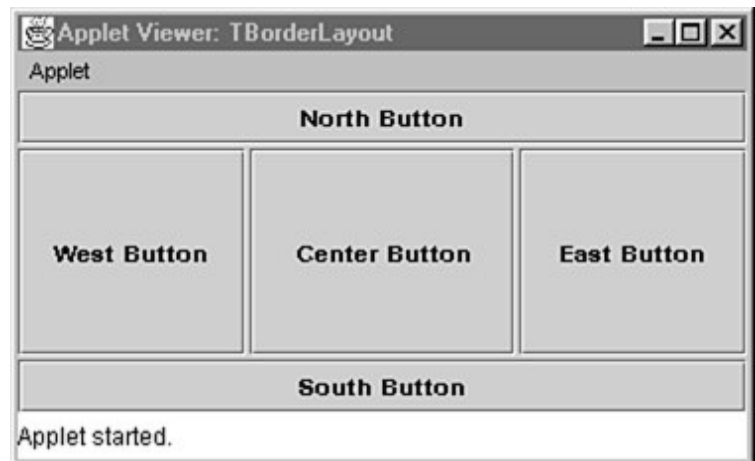 Applet Viewer: TBorderLayout
Applet
North Button
West Button Center Button East Button
South Button
Applet started.